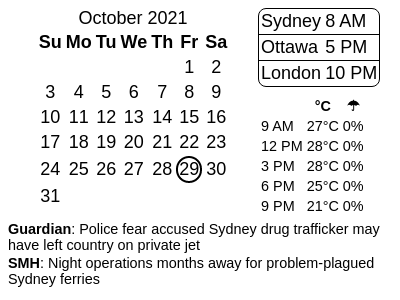 October 2021
Su Mo Tu We Th Fr Sa
1 2
3 4 5 6 7 8 9
10 11 12 13 14 15 16
17 18 19 20 21 22 23
24 25 26 27 28 29 30
31
Sydney 8 AM
Ottawa 5 PM
London 10 PM
°C ☂
9 AM 27°C 0%
12 PM 28°C 0%
3 PM 28°C 0%
6 PM 25°C 0%
9 PM 21°C 0%
Guardian: Police fear accused Sydney drug trafficker may
have left country on private jet
SMH: Night operations months away for problem-plagued
Sydney ferries